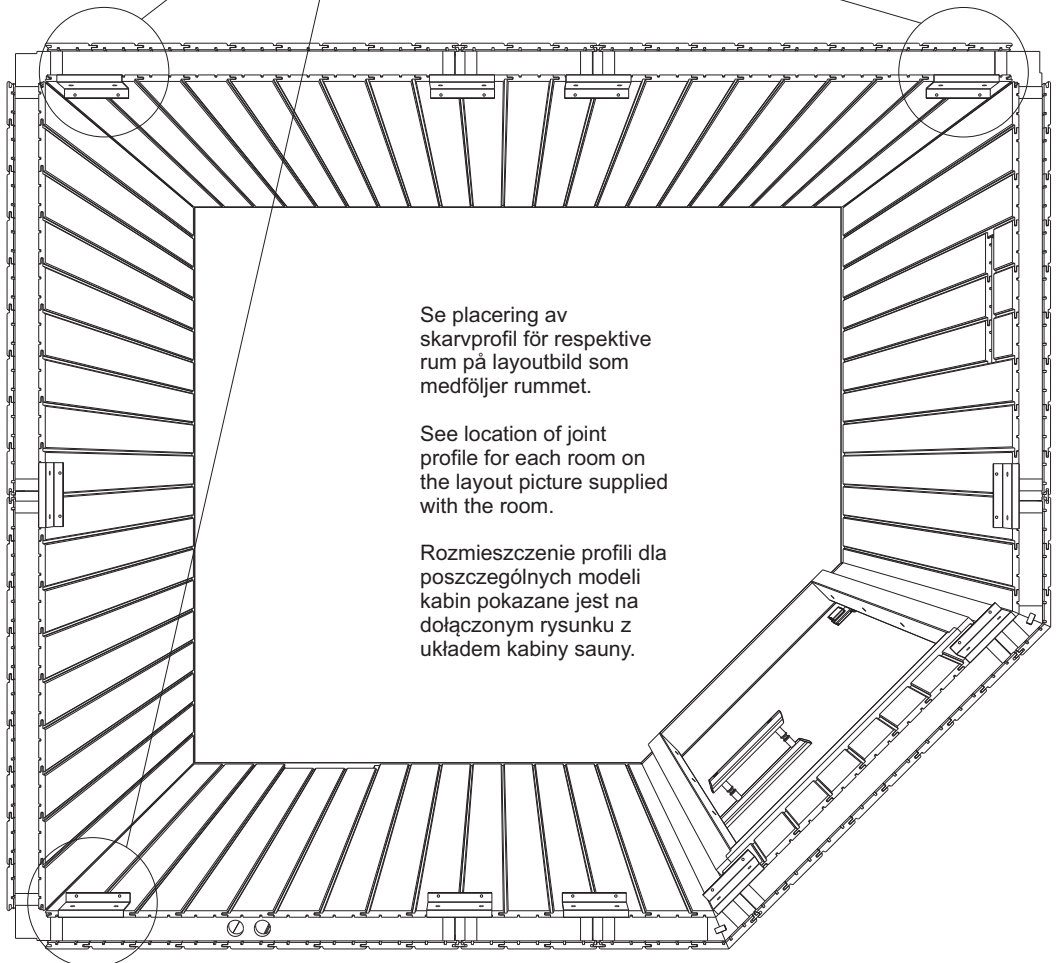 Se placering av
skarvprofil för respektive
rum på layoutbild som
medföljer rummet.
See location of joint
profile for each room on
the layout picture supplied
with the room.
Rozmieszczenie profili dla
poszczególnych modeli
kabin pokazane jest na
dołączonym rysunku z
układem kabiny sauny.